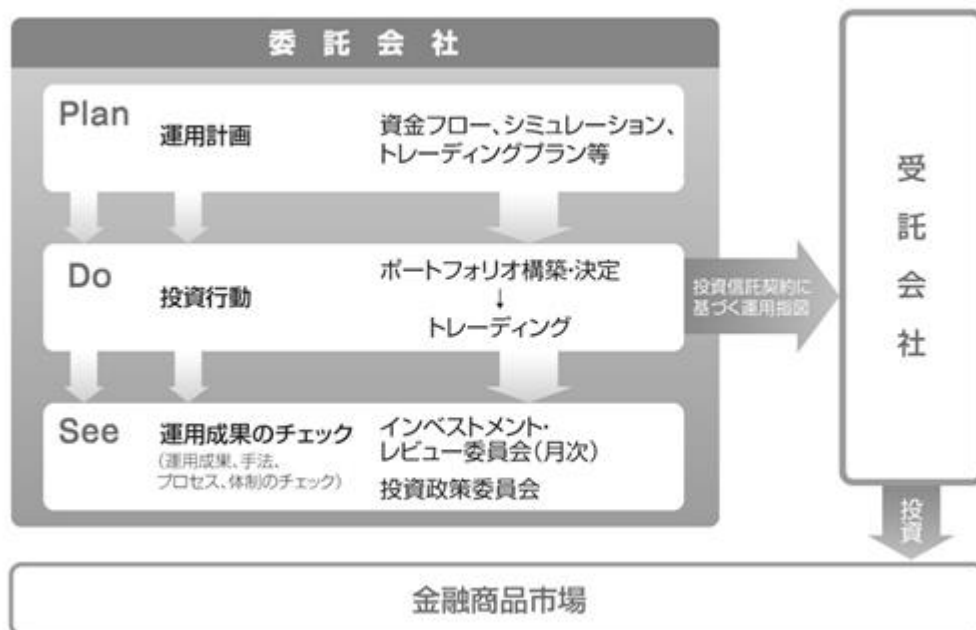 委託会社
Plan
運用計画
資金フロー、シミュレーション、
トレーディングプラン等
Do
投資行動
ポートフォリオ構築・決定
↓
トレーディング
投資信託契約に
基づく運用指図
See
運用成果のチェック
(運用成果、手法、
プロセス、体制のチェック)
インベストメント・
レビュー委員会(月次)
投資政策委員会
受託会社
投資
金融商品市場